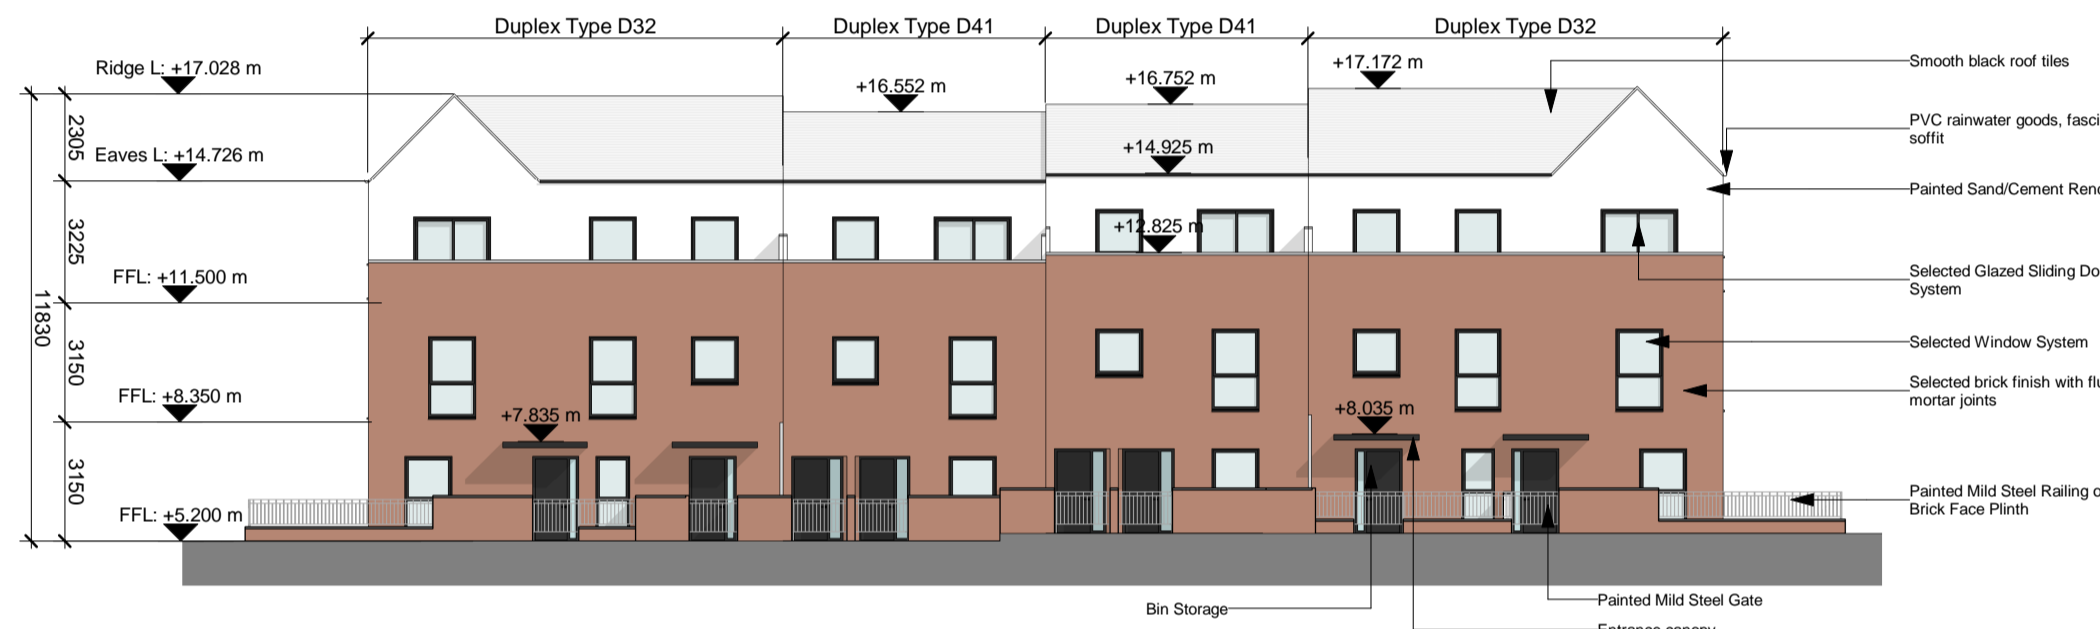 Duplex Type D32
Duplex Type D41
Duplex Type D41
Duplex Type D32
Ridge L: +17.028 m
+16.552 m
+16.752 m
+17.172 m
Smooth black roof tiles
2305
PVC rainwater goods, fasci
soffit
Eaves L: +14.726 m
+14.925 m
Painted Sand/Cement Rend
3225
+12.825 m
FFL: +11.500 m
Selected Glazed Sliding Do
System
11830
3150
Selected Window System
FFL: +8.350 m
Selected brick finish with flu
mortar joints
+7.835 m
+8.035 m
3150
Painted Mild Steel Railing o
Brick Face Plinth
FFL: +5.200 m
Bin Storage
Painted Mild Steel Gate